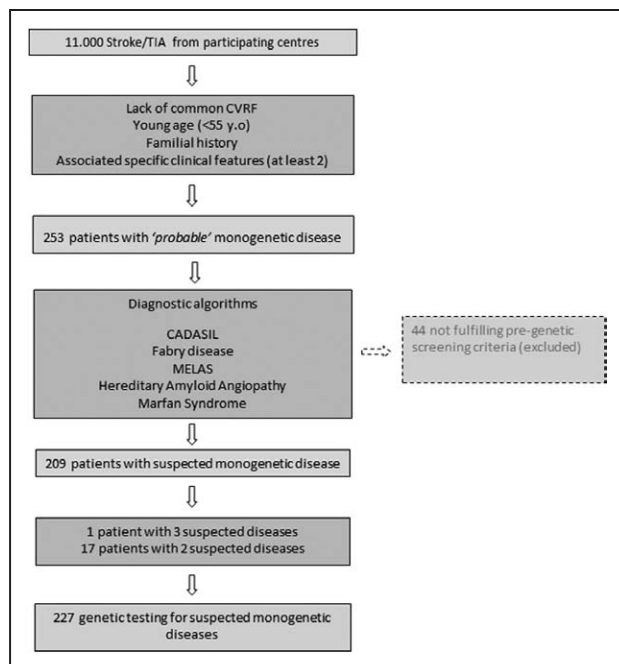 11.000 Stroke/TIA from participating centres
Lack of common CVRF
Young age (<55 y.o)
Familial history
Associated specific clinical features (at least 2)
253 patients with ‘probable’ monogenetic disease
Diagnostic algorithms
CADASIL
Fabry disease
MELAS
Hereditary Amyloid Angiopathy
Marfan Syndrome
44 not fulfilling pre-genetic
screening criteria (excluded)
209 patients with suspected monogenetic disease
1 patient with 3 suspected diseases
17 patients with 2 suspected diseases
227 genetic testing for suspected monogenetic
diseases